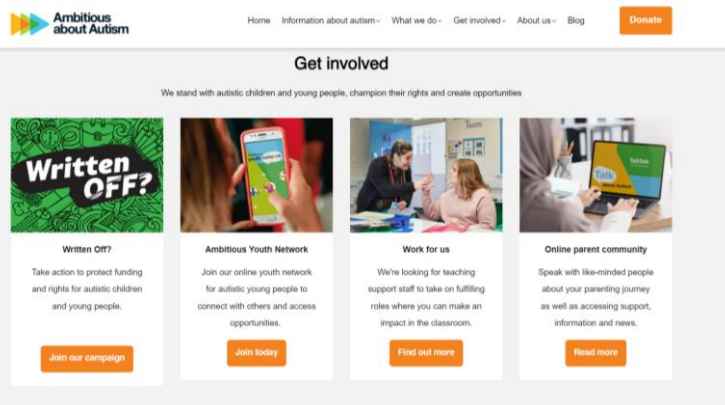 Ambitious
about Autism
Home Information about autism What we do Get involved About us Blog Donate
Get involved
We stand with autistic children and young people, champion their rights and create opportunities
Written
OFF?
Talk
about Autism
TalkTalk
Written Off? Ambitious Youth Network Work for us Online parent community
Take action to protect funding
and rights for autistic children
and young people.
Join our campaign
Join our online youth network
for autistic young people to
connect with others and access
opportunities.
Join today
We're looking for teaching
support staff to take on fulfilling
roles where you can make an
impact in the classroom.
Find out more
Speak with like-minded people
about your parenting journey
as well as accessing support,
information and news.
Read more